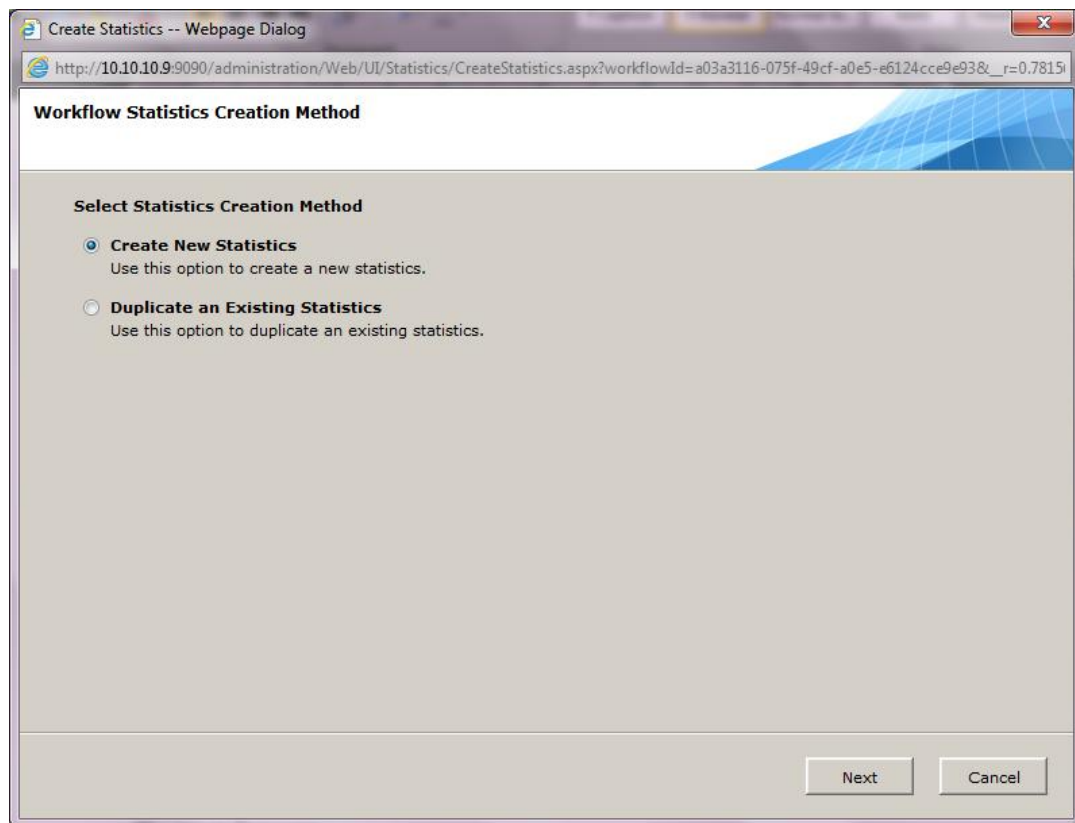 Create Statistics -- Webpage Dialog
http://10.10.10.9:9090/administration/Web/UI/Statistics/CreateStatistics.aspx?workflowId=a03a3116-075f-49cf-a0e5-e6124cce9e93&__r=0.7815
Workflow Statistics Creation Method
Select Statistics Creation Method
Create New Statistics
Use this option to create a new statistics.
Duplicate an Existing Statistics
Use this option to duplicate an existing statistics.
Next Cancel